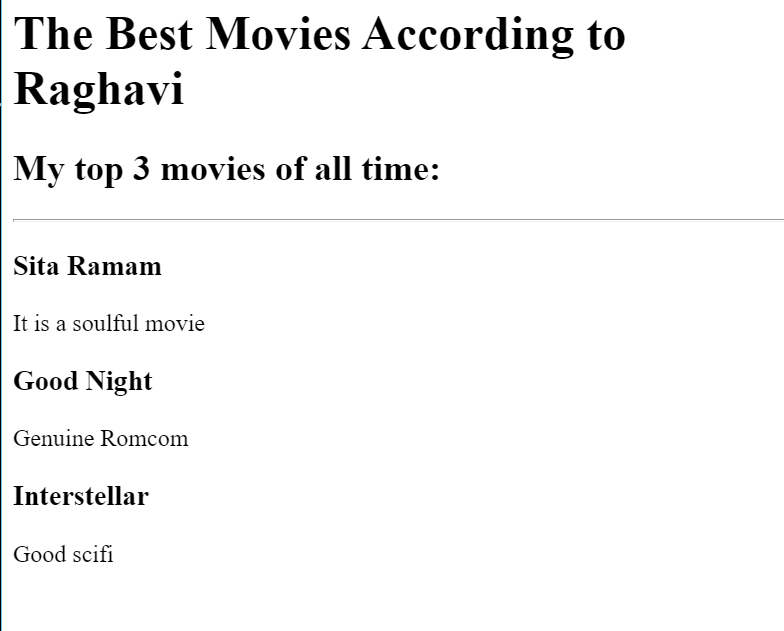 The Best Movies According to
Raghavi
My top 3 movies of all time:
Sita Ramam
It is a soulful movie
Good Night
Genuine Romcom
Interstellar
Good scifi